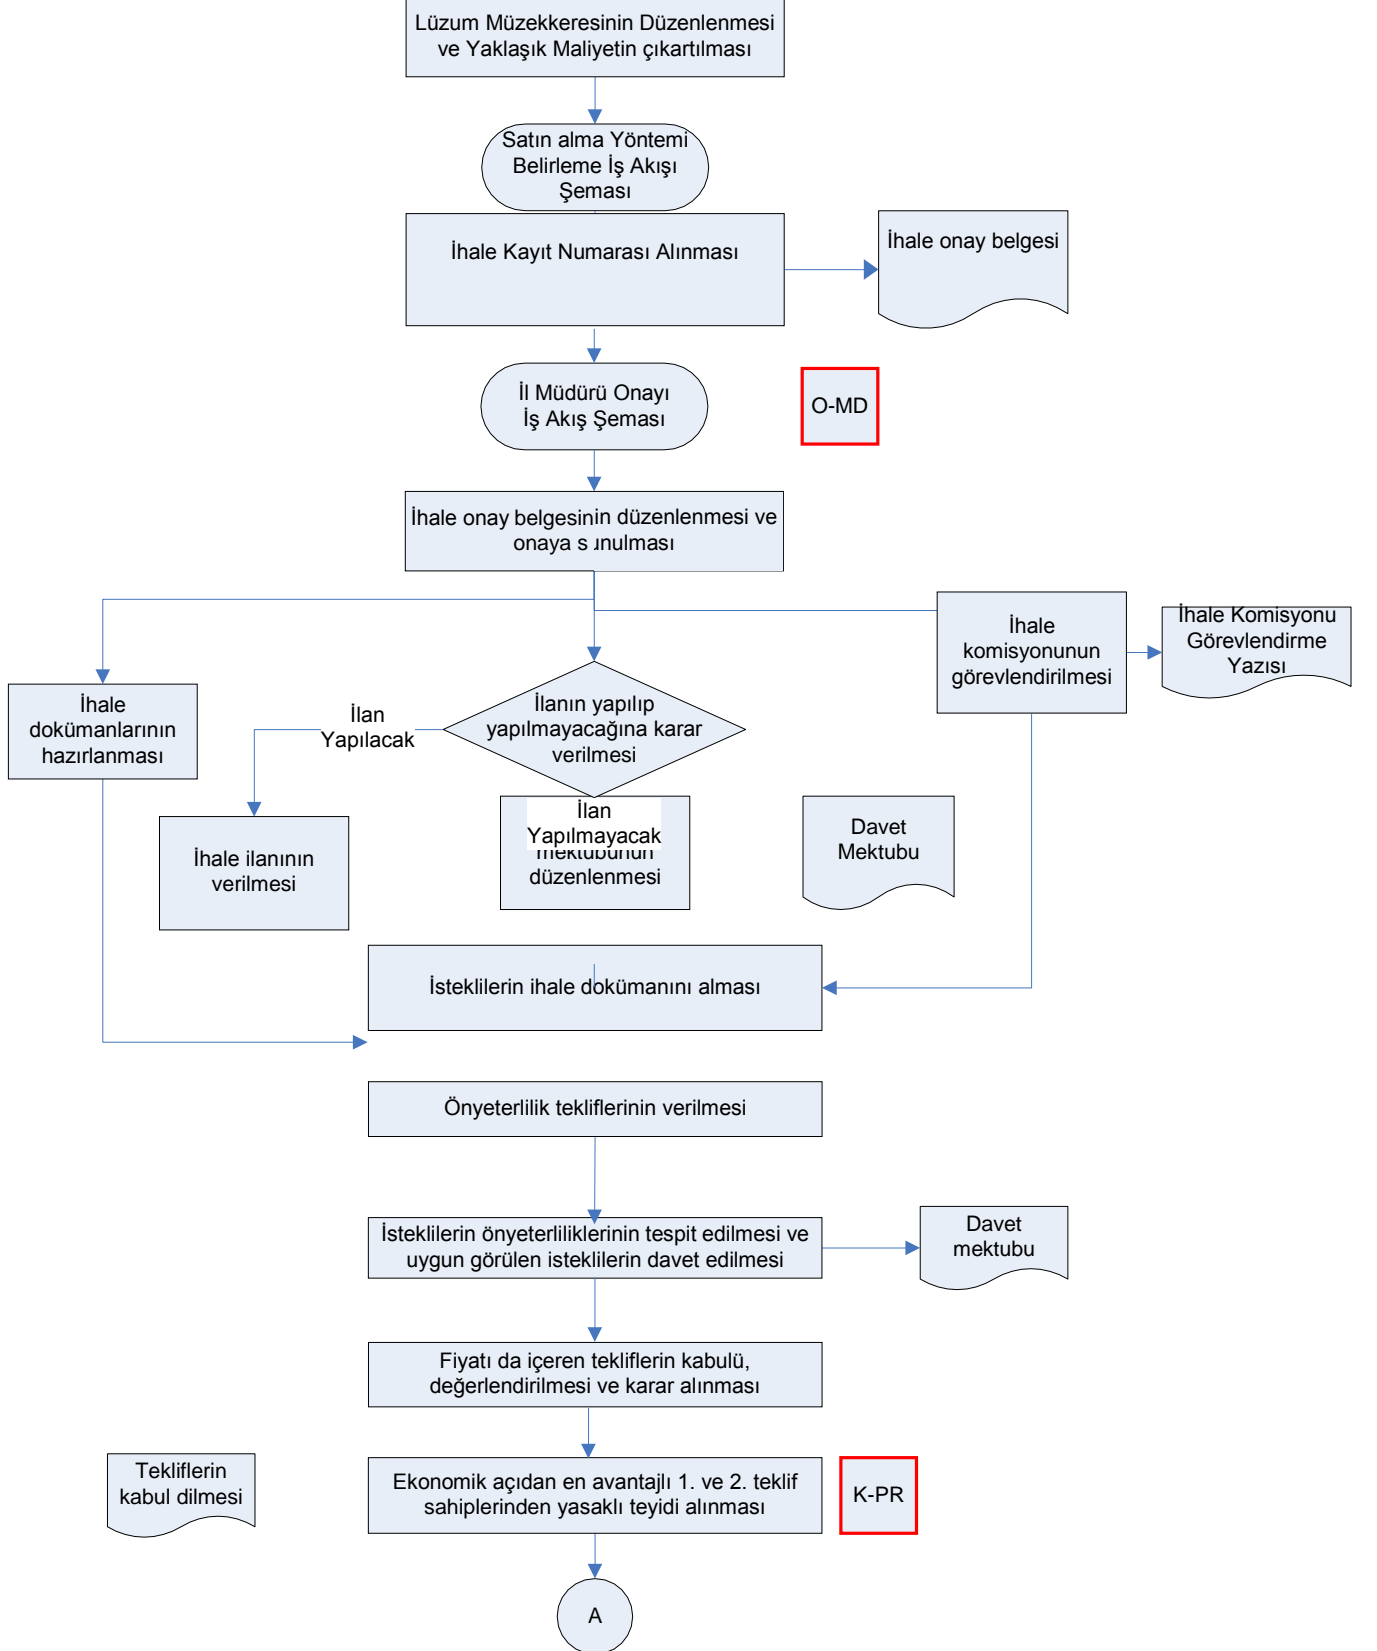 Lüzum Müzekkeresinin Düzenlenmesi
ve Yaklaşık Maliyetin çıkartılması
Satın alma Yöntemi
Belirleme İş Akışı
Şeması
İhale Kayıt Numarası Alınması
İhale onay belgesi
İl Müdürü Onayı
İş Akış Şeması
O-MD
İhale onay belgesinin düzenlenmesi ve
onaya sunulması
İhale
komisyonunun
görevlendirilmesi
İhale Komisyonu
Görevlendirme
Yazısı
İhale
dokümanlarının
hazırlanması
İlan
Yapılacak
İlanın yapılıp
yapılmayacağına karar
verilmesi
İhale ilanının
verilmesi
İlan
Yapılmayacak
mektubunun
düzenlenmesi
Davet
Mektubu
İsteklilerin ihale dokümanını alması
Önyeterlilik tekliflerinin verilmesi
İsteklilerin önyeterliliklerinin tespit edilmesi ve
uygun görülen isteklilerin davet edilmesi
Davet
mektubu
Fiyatı da içeren tekliflerin kabulü,
değerlendirilmesi ve karar alınması
Tekliflerin
kabul dilmesi
Ekonomik açıdan en avantajlı 1. ve 2. teklif
sahiplerinden yasaklı teyidi alınması
K-PR
A